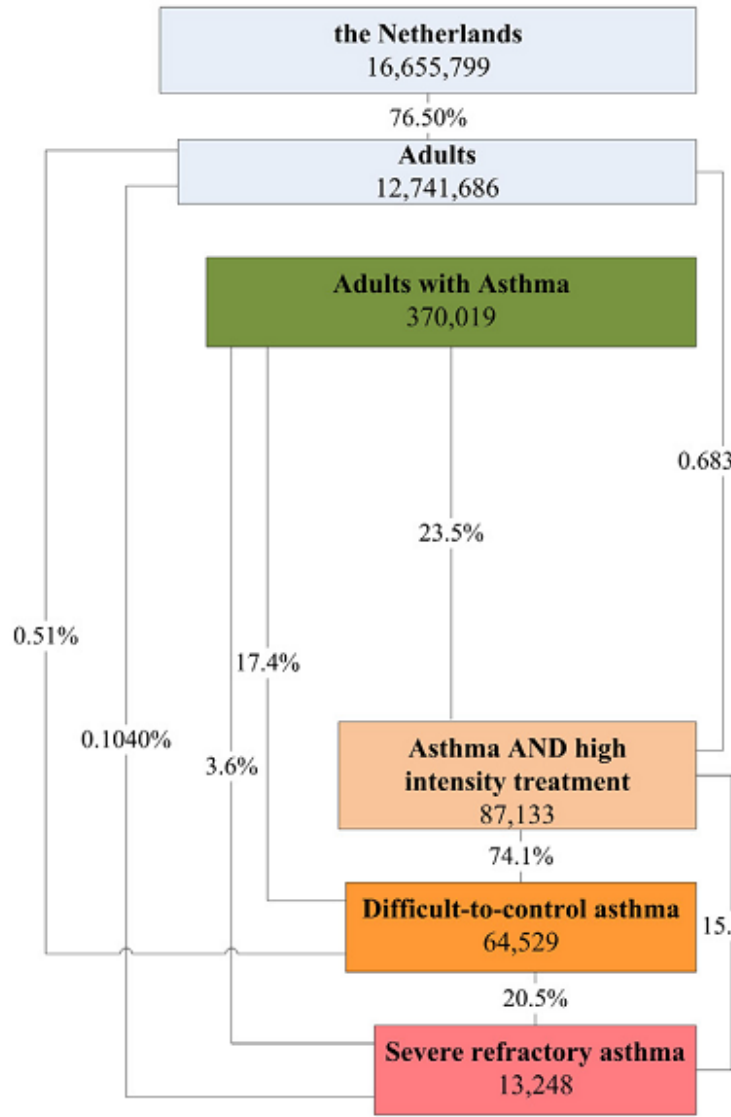 the Netherlands
16,655,799
76.50%
Adults
12,741,686
Adults with Asthma
370,019
0.683
23.5%
0.51%
17.4%
0.1040%
3.6%
Asthma AND high
intensity treatment
87,133
74.1%
Difficult-to-control asthma
64,529
15.
20.5%
Severe refractory asthma
13,248